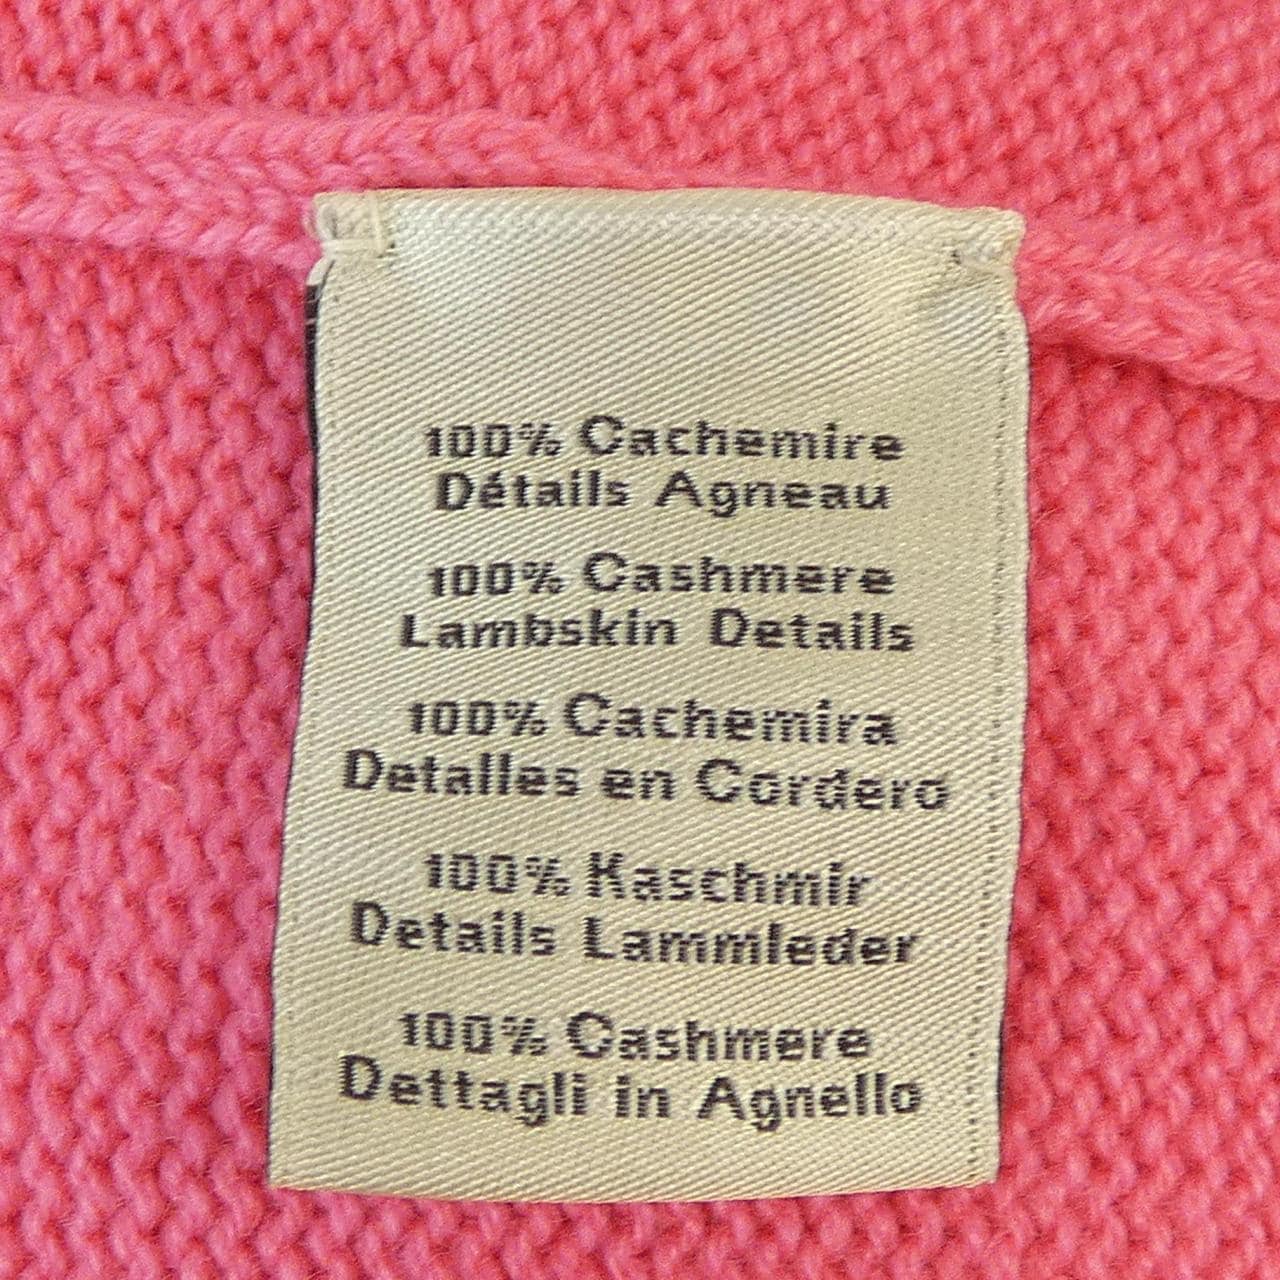 100% Cachemire
Détails Agneau
100% Cashmere
Lambskin Details
100% Cachemira
Detalles en Cordero
100% Kaschmir
Details Lammleder
100% Cashmere
Dettagli in Agnello